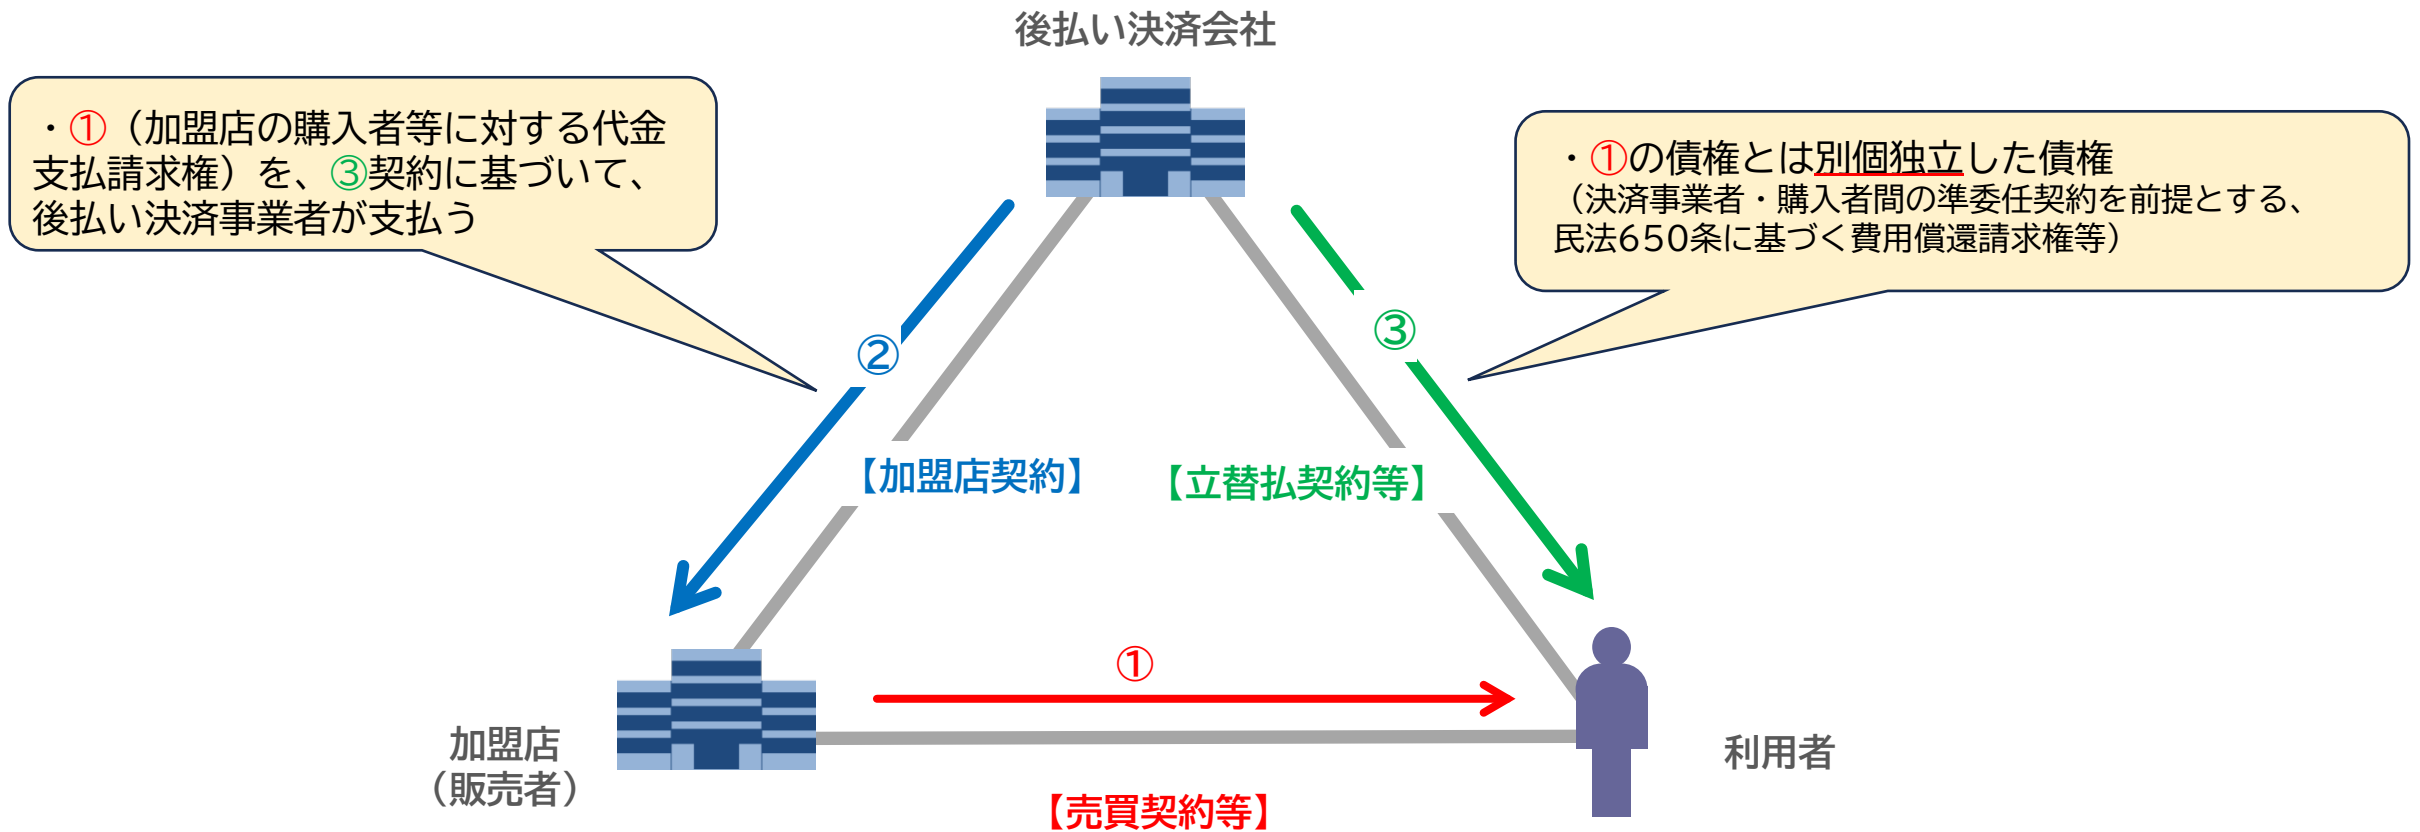 後払い決済会社
・①（加盟店の購入者等に対する代金
支払請求権）を、③契約に基づいて、
後払い決済事業者が支払う
・①の債権とは別個独立した債権
（決済事業者・購入者間の準委任契約を前提とする、
民法650条に基づく費用償還請求権等）
②
③
【加盟店契約】
【立替払契約等】
①
加盟店
（販売者）
利用者
【売買契約等】